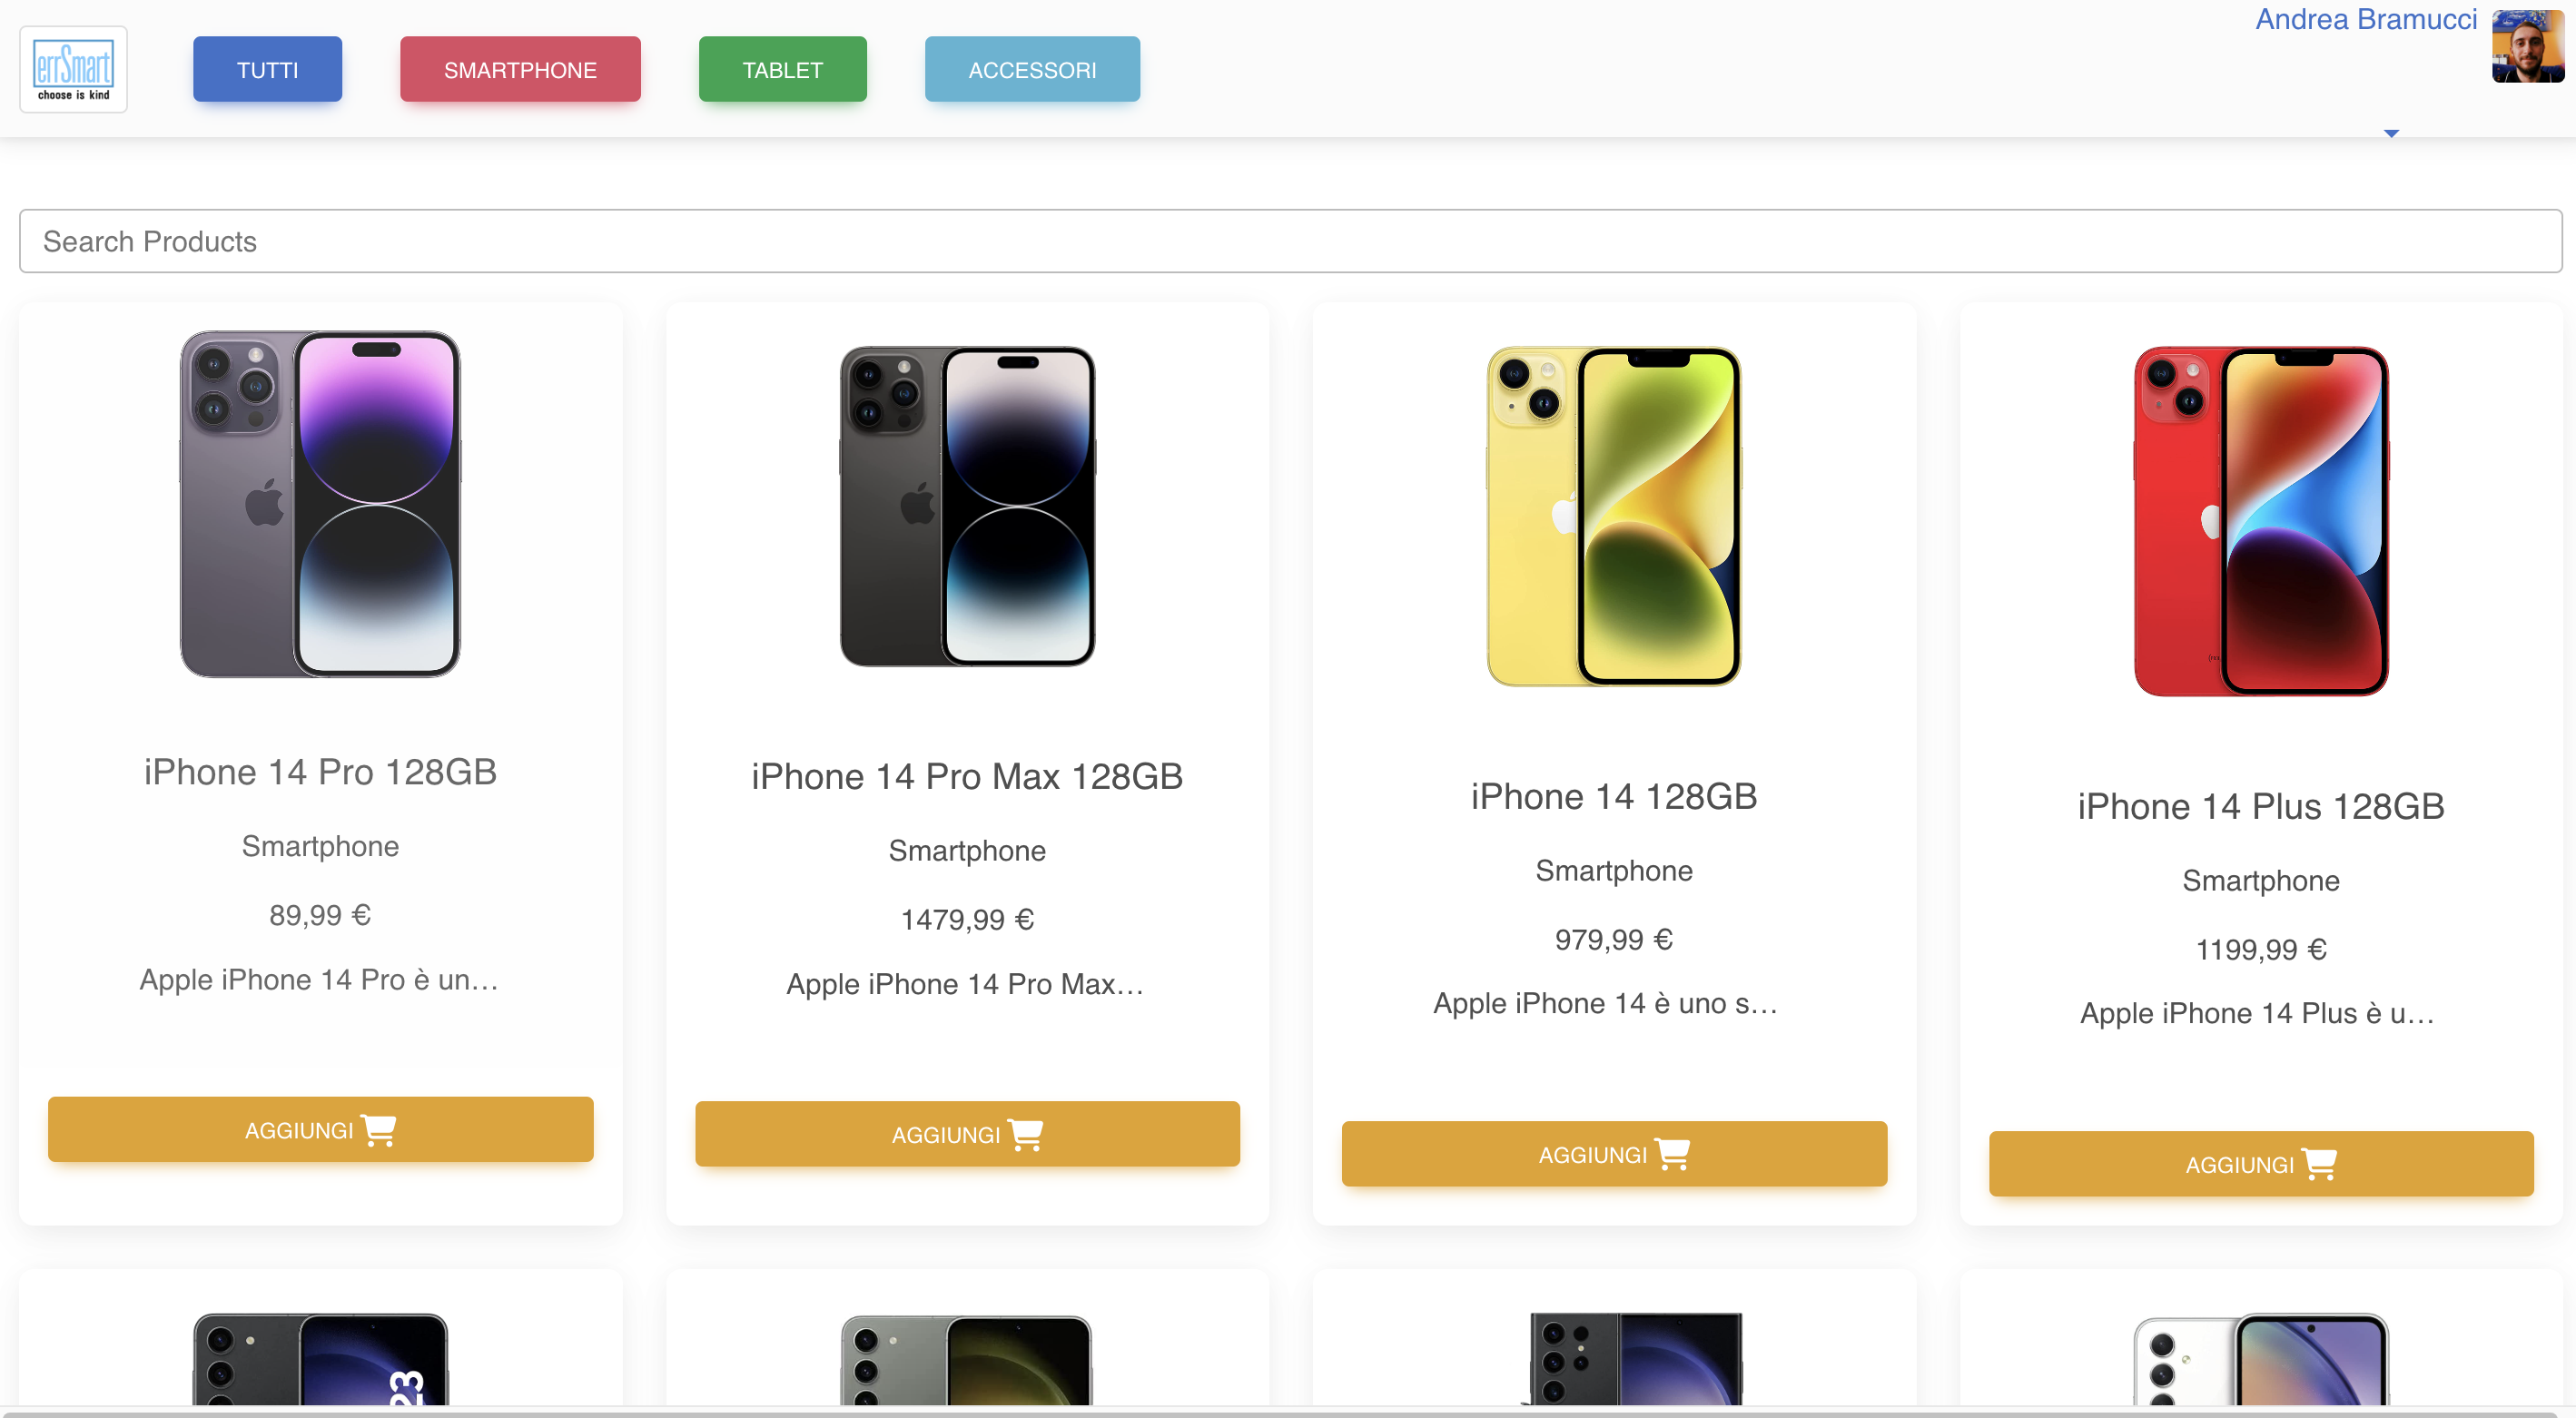 errSmart
choose is kind
TUTTI
SMARTPHONE
TABLET
ACCESSORI
Andrea Bramucci
Search Products
iPhone 14 Pro 128GB
Smartphone
89,99 €
Apple iPhone 14 Pro è un...
AGGIUNGI
iPhone 14 Pro Max 128GB
Smartphone
1479,99 €
Apple iPhone 14 Pro Max...
AGGIUNGI
iPhone 14 128GB
Smartphone
979,99 €
Apple iPhone 14 è uno s...
AGGIUNGI
iPhone 14 Plus 128GB
Smartphone
1199,99 €
Apple iPhone 14 Plus è u...
AGGIUNGI
23